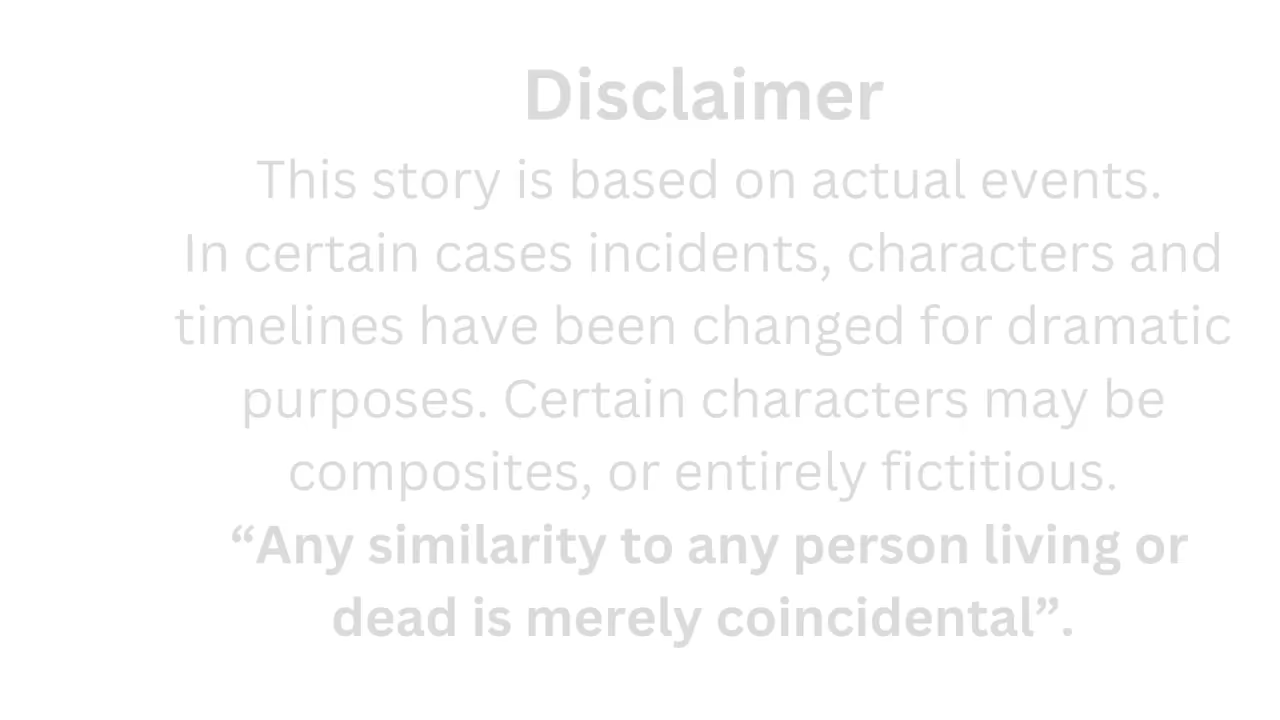 Disclaimer
This story is based on actual events.
In certain cases incidents, characters and
timelines have been changed for dramatic
purposes. Certain characters may be
composites, or entirely fictitious.
“Any similarity to any person living or
dead is merely coincidental”.